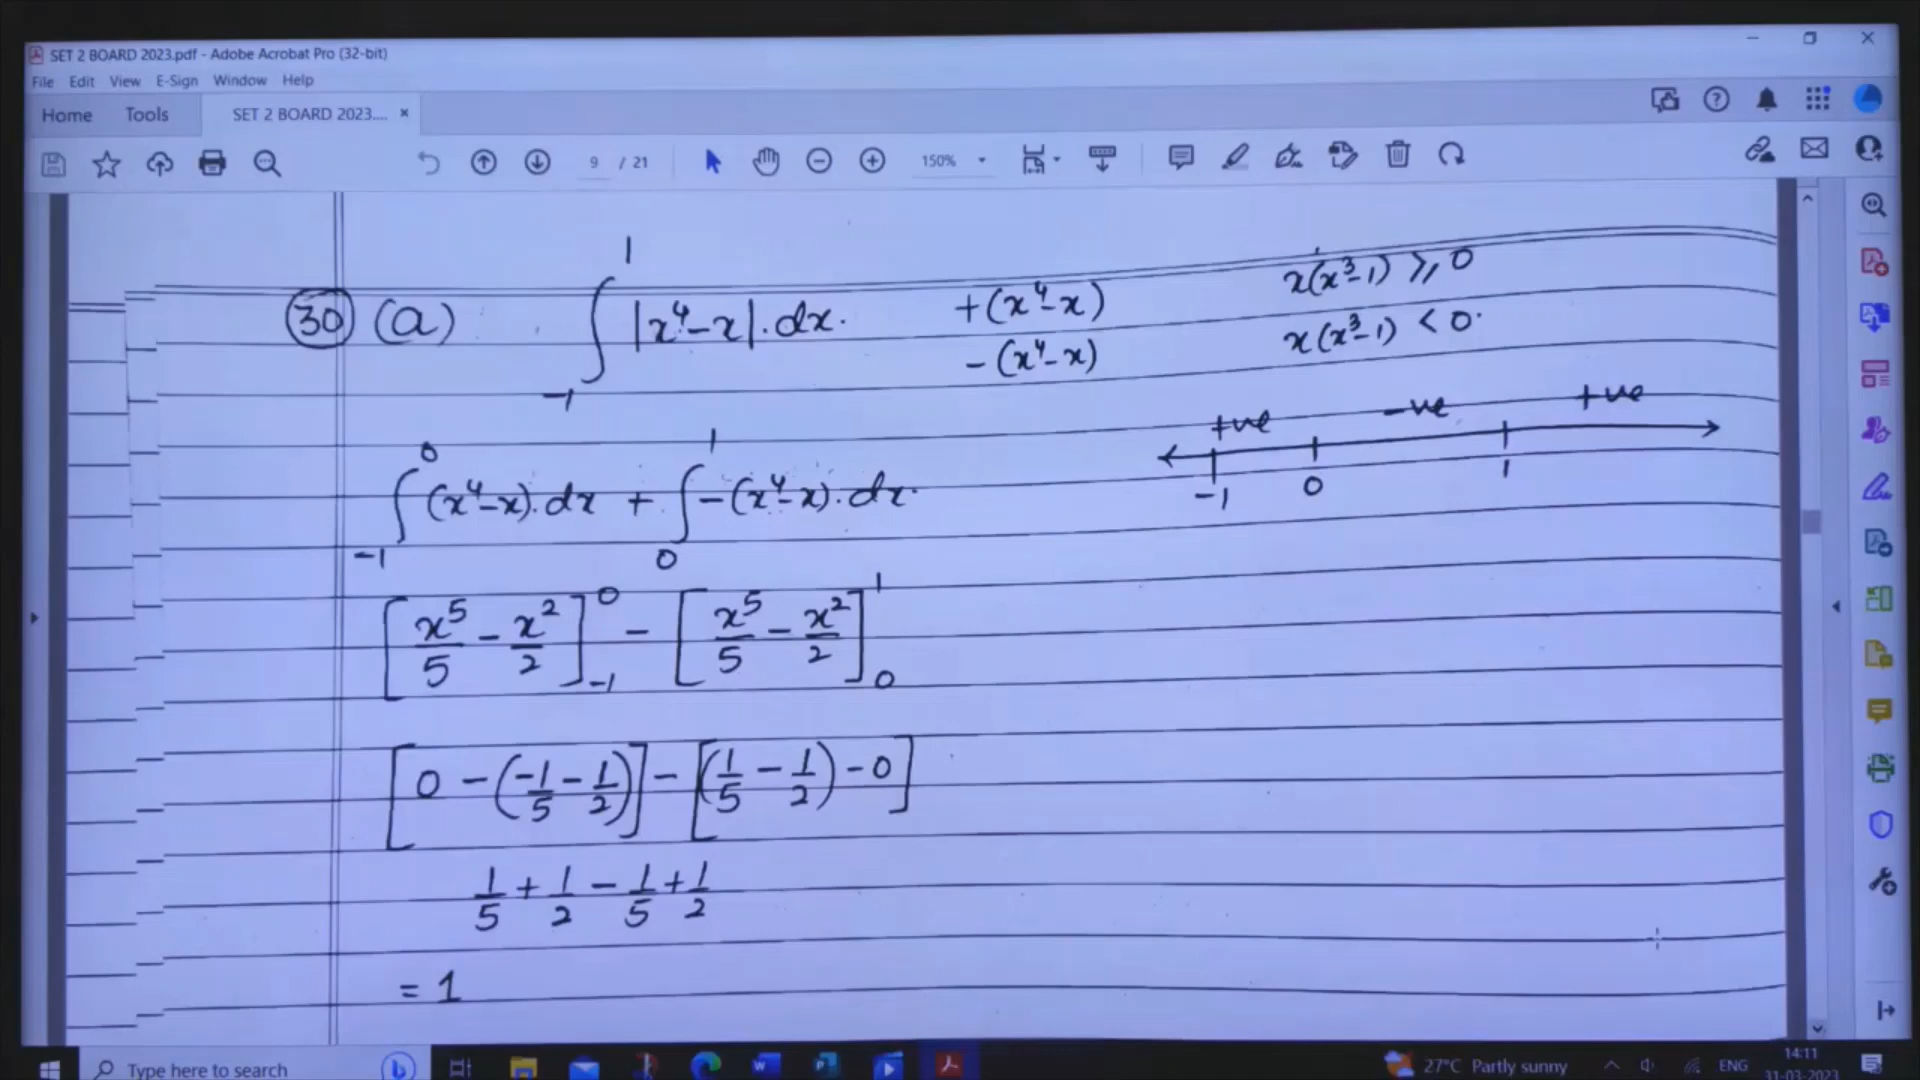 SET 2 BOARD 2023.pdf - Adobe Acrobat Pro (32-bit)
File Edit View E-Sign Window Help
Home Tools SET 2 BOARD 2023.... ×
9 / 21 150%
(30) (a) ∫_{-1}^{1} |x⁴-x|.dx. +(x⁴-x) x(x³-1) ≥ 0
-(x⁴-x) x(x³-1) < 0
+ve -ve +ve
-1 0 1
∫_{-1}^{0} (x⁴-x).dx + ∫_{0}^{1} -(x⁴-x).dx.
[x⁵/5 - x²/2]_{-1}^{0} - [x⁵/5 - x²/2]_{0}^{1}
[0 - (-1/5 - 1/2)] - [(1/5 - 1/2) - 0]
1/5 + 1/2 - 1/5 + 1/2
= 1
Type here to search
27°C Partly sunny ENG 14:11
31-03-2023